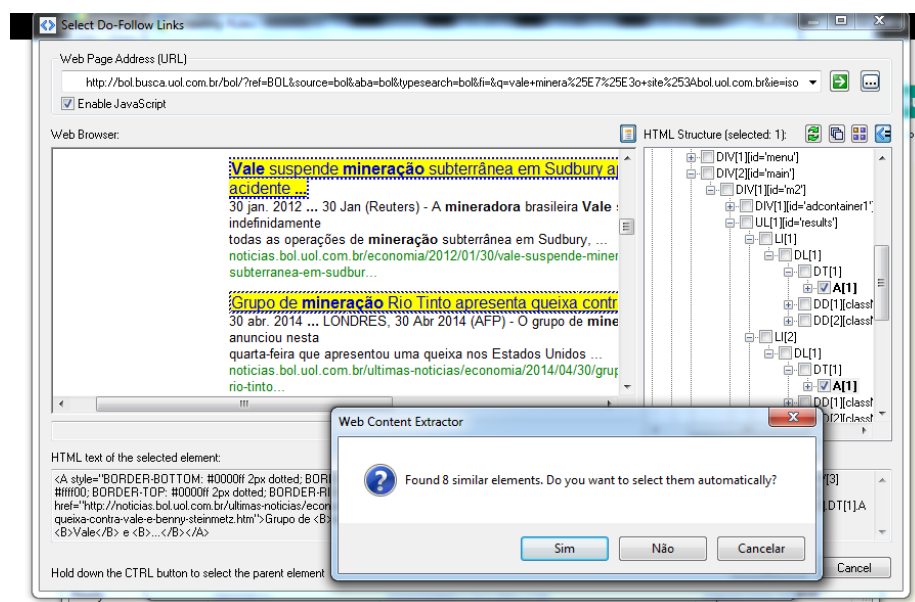 Select Do-Follow Links
Web Page Address (URL)
http://bol.busca.uol.com.br/bol/?ref=BOL&source=bol&aba=bol&typesearch=bol&fi=&q=vale+minera%25E7%25E3o+site%253Abol.uol.com.br&ie=iso
Enable JavaScript
Web Browser:
HTML Structure (selected: 1):
Vale suspende mineração subterrânea em Sudbury
acidente ...
30 jan. 2012 ... 30 Jan (Reuters) - A mineradora brasileira Vale
indefinidamente
todas as operações de mineração subterrânea em Sudbury, ...
noticias.bol.uol.com.br/economia/2012/01/30/vale-suspende-miner
subterranea-em-sudbur...
Grupo de mineração Rio Tinto apresenta queixa contr
30 abr. 2014 ... LONDRES, 30 Abr 2014 (AFP) - O grupo de mine
anunciou nesta
quarta-feira que apresentou uma queixa nos Estados Unidos ...
noticias.bol.uol.com.br/ultimas-noticias/economia/2014/04/30/grup
rio-tinto...
DIV[1][id='menu']
DIV[2][id='main']
DIV[1][id='m2']
DIV[1][id='adcontainer1']
UL[1][id='results']
LI[1]
DL[1]
DT[1]
A[1]
DD[1][class
DD[2][class
LI[2]
DL[1]
DT[1]
A[1]
DD[1][class
DD[2][class
Web Content Extractor
Found 8 similar elements. Do you want to select them automatically?
Sim
Não
Cancelar
HTML text of the selected element:
<A style="BORDER-BOTTOM: #0000ff 2px dotted; BOR
#ffff00; BORDER-TOP: #0000ff 2px dotted; BORDER-RI
href="http://noticias.bol.uol.com.br/ultimas-noticias/econ
queixa-contra-vale-e-benny-steinmetz.htm">Grupo de <B
<B>Vale</B> e <B>...</B></A>
[3]
.DT[1].A
Hold down the CTRL button to select the parent element
Cancel